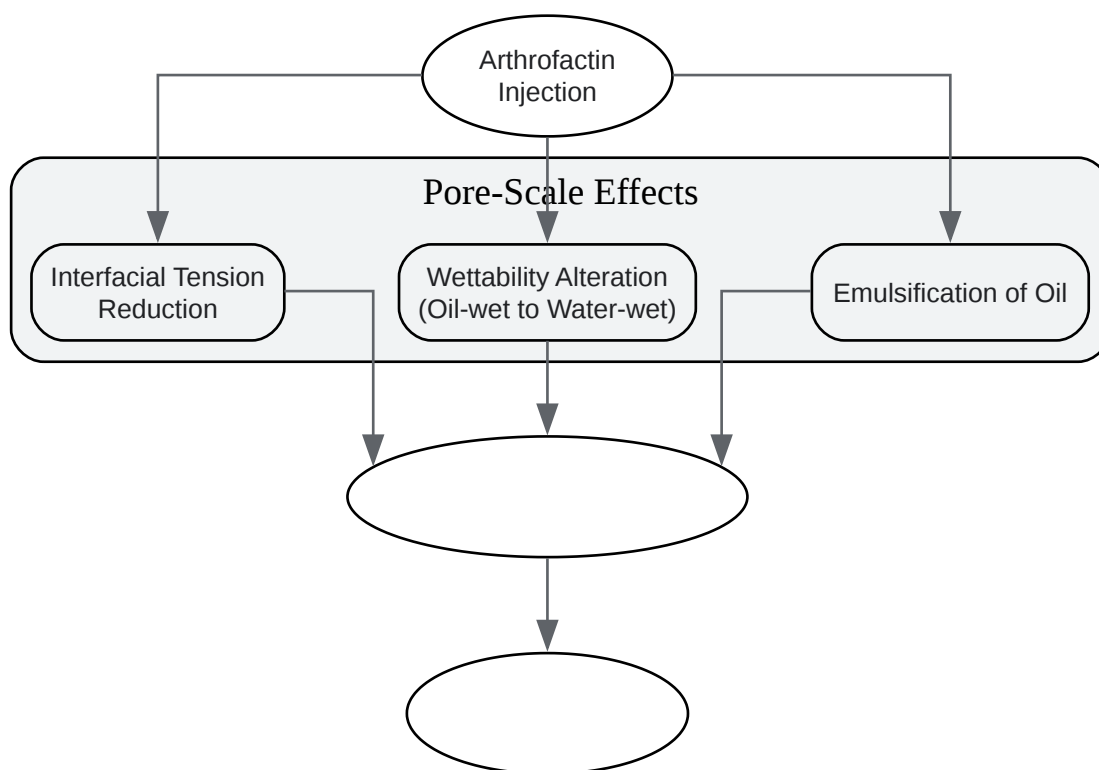 Arthrofactin
Injection
Pore-Scale Effects
Interfacial Tension
Reduction
Wettability Alteration
(Oil-wet to Water-wet)
Emulsification of Oil